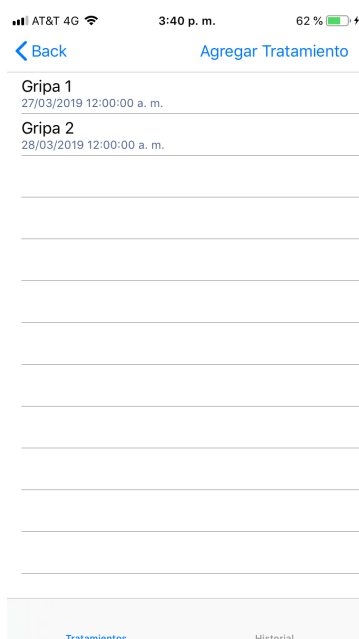 AT&T 4G 3:40 p. m. 62 %
Back Agregar Tratamiento
Gripa 1
27/03/2019 12:00:00 a. m.
Gripa 2
28/03/2019 12:00:00 a. m.
Tratamientos Historial